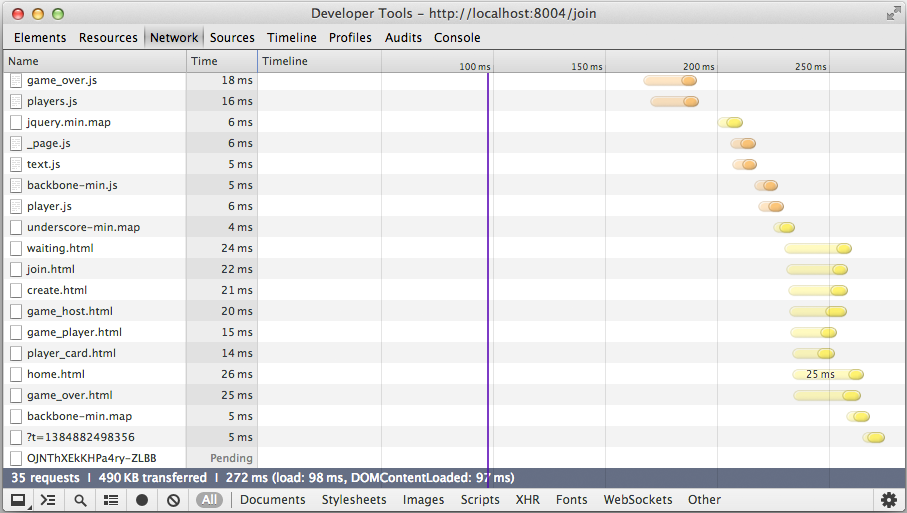 Developer Tools - http://localhost:8004/join
Elements Resources Network Sources Timeline Profiles Audits Console
Name Time Timeline 100 ms 150 ms 200 ms 250 ms
game_over.js 18 ms
players.js 16 ms
jquery.min.map 6 ms
_page.js 6 ms
text.js 5 ms
backbone-min.js 5 ms
player.js 6 ms
underscore-min.map 4 ms
waiting.html 24 ms
join.html 22 ms
create.html 21 ms
game_host.html 20 ms
game_player.html 15 ms
player_card.html 14 ms
home.html 26 ms 25 ms
game_over.html 25 ms
backbone-min.map 5 ms
?t=1384882498356 5 ms
OJNThXEkKHPa4ry-ZLBB Pending
35 requests | 490 KB transferred | 272 ms (load: 98 ms, DOMContentLoaded: 97 ms)
All Documents Stylesheets Images Scripts XHR Fonts WebSockets Other